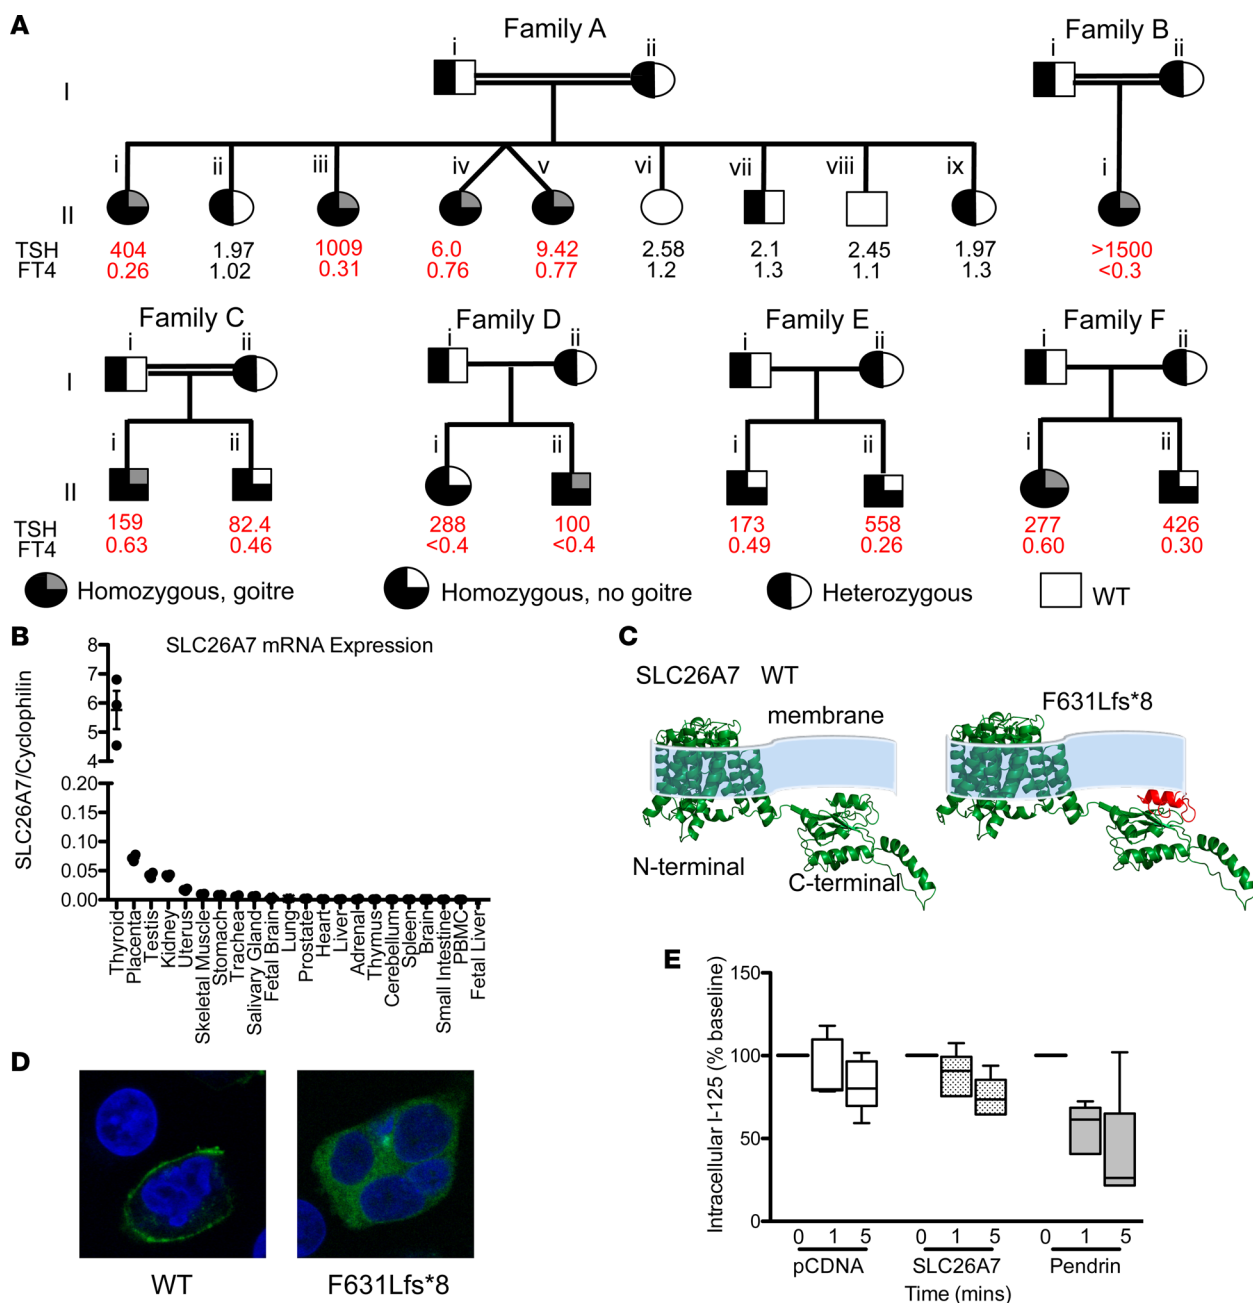 A
Family A
Family B
i ii i ii
I
i ii iii iv v vi vii viii ix i
II
TSH 404 1.97 1009 6.0 9.42 2.58 2.1 2.45 1.97 >1500
FT4 0.26 1.02 0.31 0.76 0.77 1.2 1.3 1.1 1.3 <0.3
Family C Family D Family E Family F
i ii i ii i ii i ii
I
i ii i ii i ii i ii
II
TSH 159 82.4 288 100 173 558 277 426
FT4 0.63 0.46 <0.4 <0.4 0.49 0.26 0.60 0.30
Homozygous, goitre Homozygous, no goitre Heterozygous WT
B
SLC26A7 mRNA Expression
SLC26A7/Cyclophilin
8
7
6
5
4
0.20
0.15
0.10
0.05
0.00
Thyroid
Placenta
Testis
Kidney
Uterus
Skeletal Muscle
Stomach
Trachea
Salivary Gland
Fetal Brain
Lung
Prostate
Heart
Liver
Adrenal
Thymus
Cerebellum
Spleen
Brain
Small Intestine
PBMC
Fetal Liver
C
SLC26A7 WT
F631Lfs*8
membrane
N-terminal
C-terminal
D
WT F631Lfs*8
E
Intracellular I-125 (% baseline)
150
100
50
0
0 1 5 0 1 5 0 1 5
pCDNA SLC26A7 Pendrin
Time (mins)